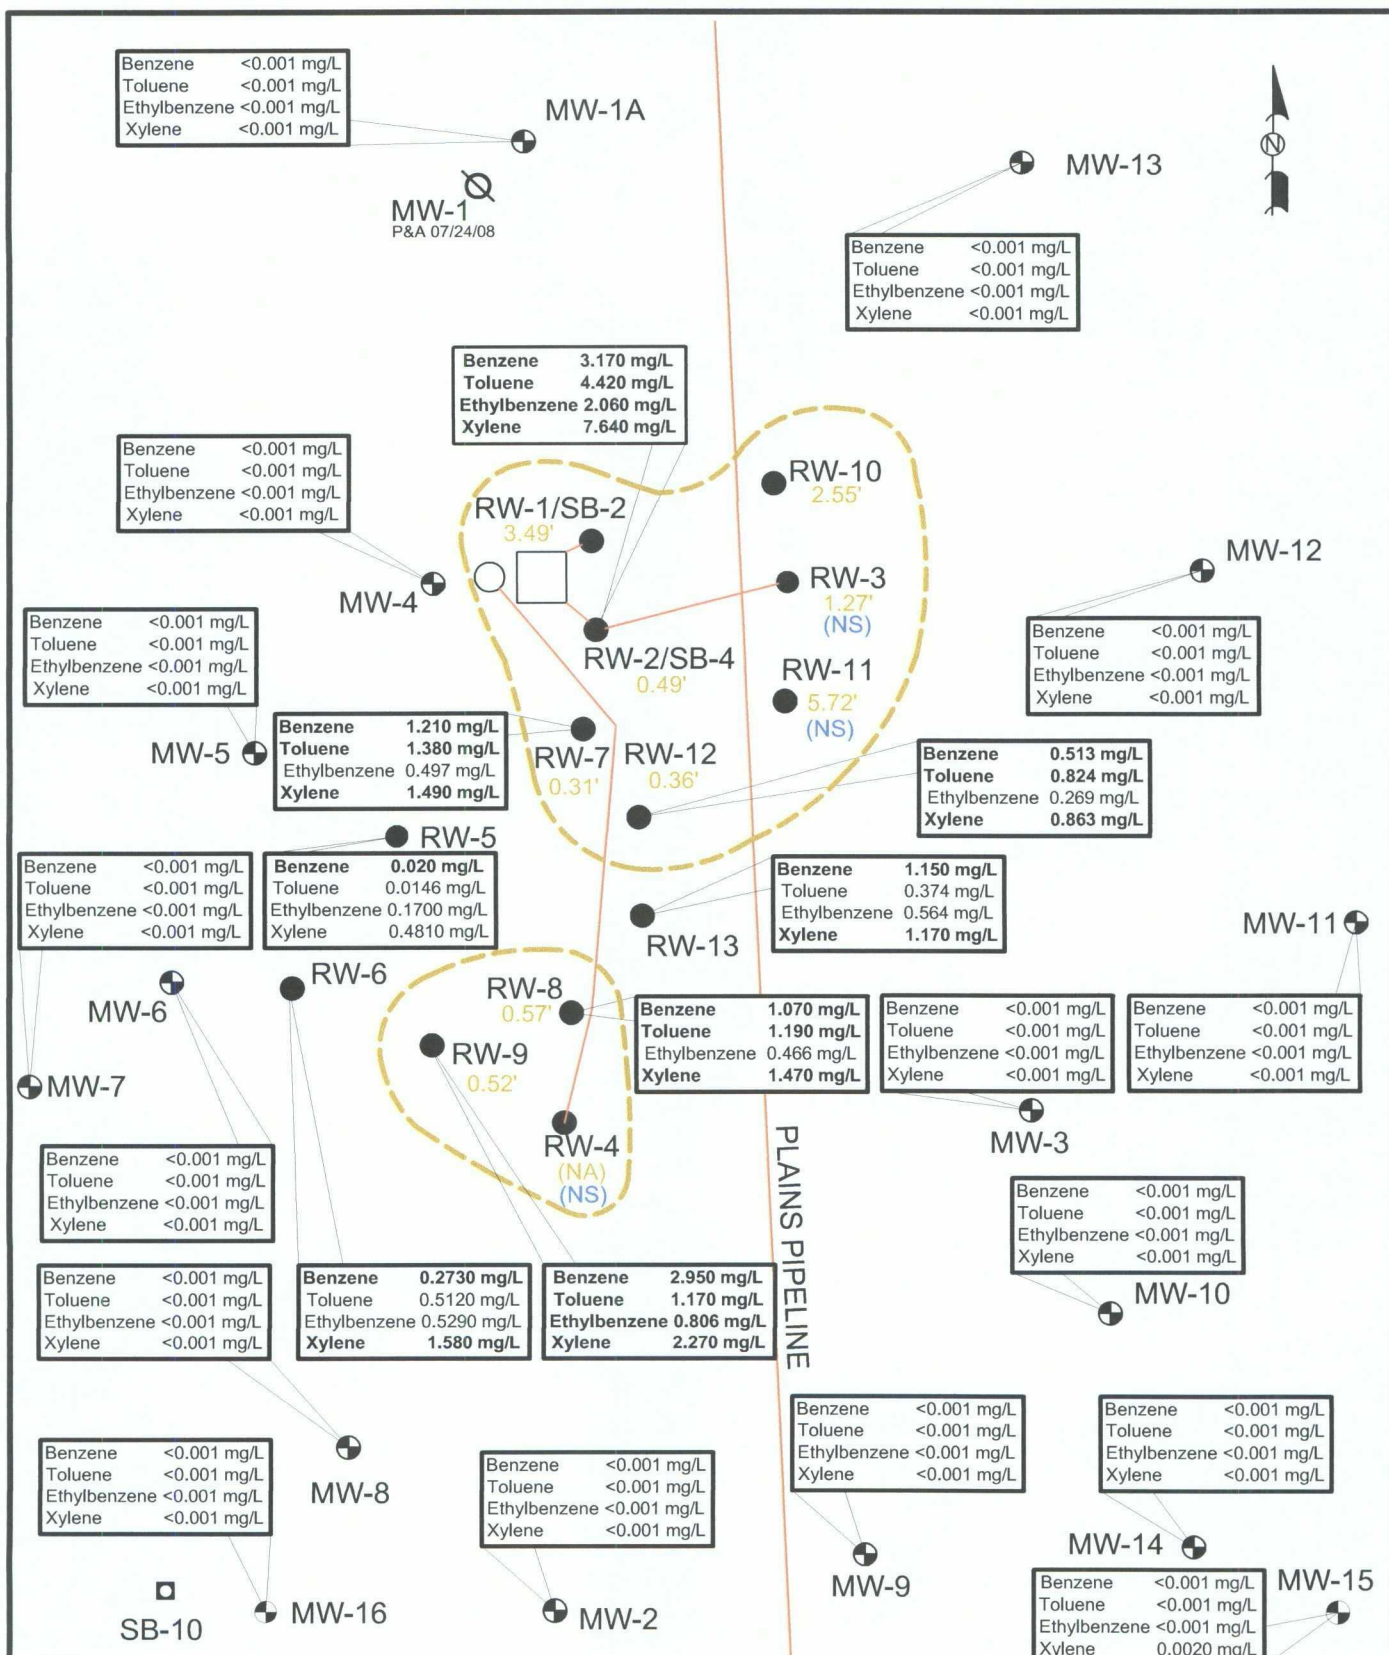 Benzene <0.001 mg/L
Toluene <0.001 mg/L
Ethylbenzene <0.001 mg/L
Xylene <0.001 mg/L
MW-1A
MW-1
P&A 07/24/08
MW-13
N
Benzene <0.001 mg/L
Toluene <0.001 mg/L
Ethylbenzene <0.001 mg/L
Xylene <0.001 mg/L
Benzene 3.170 mg/L
Toluene 4.420 mg/L
Ethylbenzene 2.060 mg/L
Xylene 7.640 mg/L
Benzene <0.001 mg/L
Toluene <0.001 mg/L
Ethylbenzene <0.001 mg/L
Xylene <0.001 mg/L
MW-4
RW-1/SB-2
3.49'
RW-10
2.55'
RW-3
1.27'
(NS)
MW-12
Benzene <0.001 mg/L
Toluene <0.001 mg/L
Ethylbenzene <0.001 mg/L
Xylene <0.001 mg/L
Benzene <0.001 mg/L
Toluene <0.001 mg/L
Ethylbenzene <0.001 mg/L
Xylene <0.001 mg/L
MW-5
RW-2/SB-4
0.49'
RW-11
5.72'
(NS)
Benzene 1.210 mg/L
Toluene 1.380 mg/L
Ethylbenzene 0.497 mg/L
Xylene 1.490 mg/L
RW-7
0.31'
RW-12
0.36'
Benzene 0.513 mg/L
Toluene 0.824 mg/L
Ethylbenzene 0.269 mg/L
Xylene 0.863 mg/L
RW-5
Benzene <0.001 mg/L
Toluene <0.001 mg/L
Ethylbenzene <0.001 mg/L
Xylene <0.001 mg/L
Benzene 0.020 mg/L
Toluene 0.0146 mg/L
Ethylbenzene 0.1700 mg/L
Xylene 0.4810 mg/L
Benzene 1.150 mg/L
Toluene 0.374 mg/L
Ethylbenzene 0.564 mg/L
Xylene 1.170 mg/L
RW-13
MW-11
MW-6
RW-6
RW-8
0.57'
RW-9
0.52'
Benzene 1.070 mg/L
Toluene 1.190 mg/L
Ethylbenzene 0.466 mg/L
Xylene 1.470 mg/L
Benzene <0.001 mg/L
Toluene <0.001 mg/L
Ethylbenzene <0.001 mg/L
Xylene <0.001 mg/L
Benzene <0.001 mg/L
Toluene <0.001 mg/L
Ethylbenzene <0.001 mg/L
Xylene <0.001 mg/L
MW-7
MW-3
RW-4
(NA)
(NS)
PLAINS PIPELINE
Benzene <0.001 mg/L
Toluene <0.001 mg/L
Ethylbenzene <0.001 mg/L
Xylene <0.001 mg/L
Benzene <0.001 mg/L
Toluene <0.001 mg/L
Ethylbenzene <0.001 mg/L
Xylene <0.001 mg/L
MW-10
Benzene <0.001 mg/L
Toluene <0.001 mg/L
Ethylbenzene <0.001 mg/L
Xylene <0.001 mg/L
Benzene 0.2730 mg/L
Toluene 0.5120 mg/L
Ethylbenzene 0.5290 mg/L
Xylene 1.580 mg/L
Benzene 2.950 mg/L
Toluene 1.170 mg/L
Ethylbenzene 0.806 mg/L
Xylene 2.270 mg/L
MW-8
Benzene <0.001 mg/L
Toluene <0.001 mg/L
Ethylbenzene <0.001 mg/L
Xylene <0.001 mg/L
Benzene <0.001 mg/L
Toluene <0.001 mg/L
Ethylbenzene <0.001 mg/L
Xylene <0.001 mg/L
Benzene <0.001 mg/L
Toluene <0.001 mg/L
Ethylbenzene <0.001 mg/L
Xylene <0.001 mg/L
Benzene <0.001 mg/L
Toluene <0.001 mg/L
Ethylbenzene <0.001 mg/L
Xylene <0.001 mg/L
SB-10
MW-16
MW-2
MW-9
MW-14
MW-15
Benzene <0.001 mg/L
Toluene <0.001 mg/L
Ethylbenzene <0.001 mg/L
Xylene 0.0020 mg/L